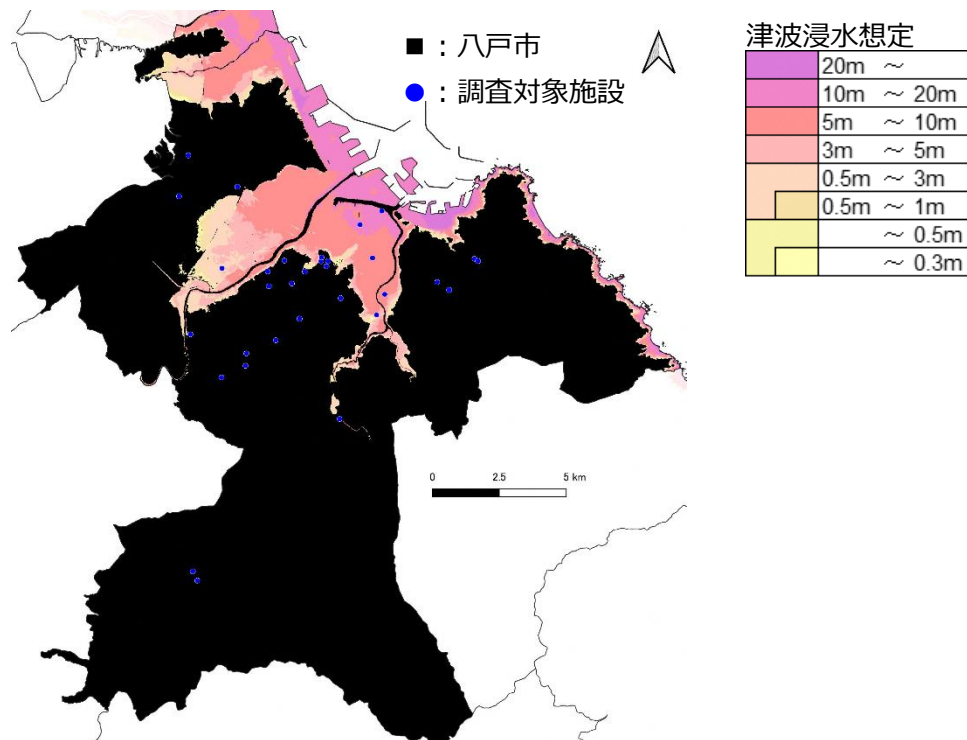 ■：八戸市
●：調査対象施設
津波浸水想定
20m ～
10m ～ 20m
5m ～ 10m
3m ～ 5m
0.5m ～ 3m
0.5m ～ 1m
～ 0.5m
～ 0.3m
0 2.5 5 km